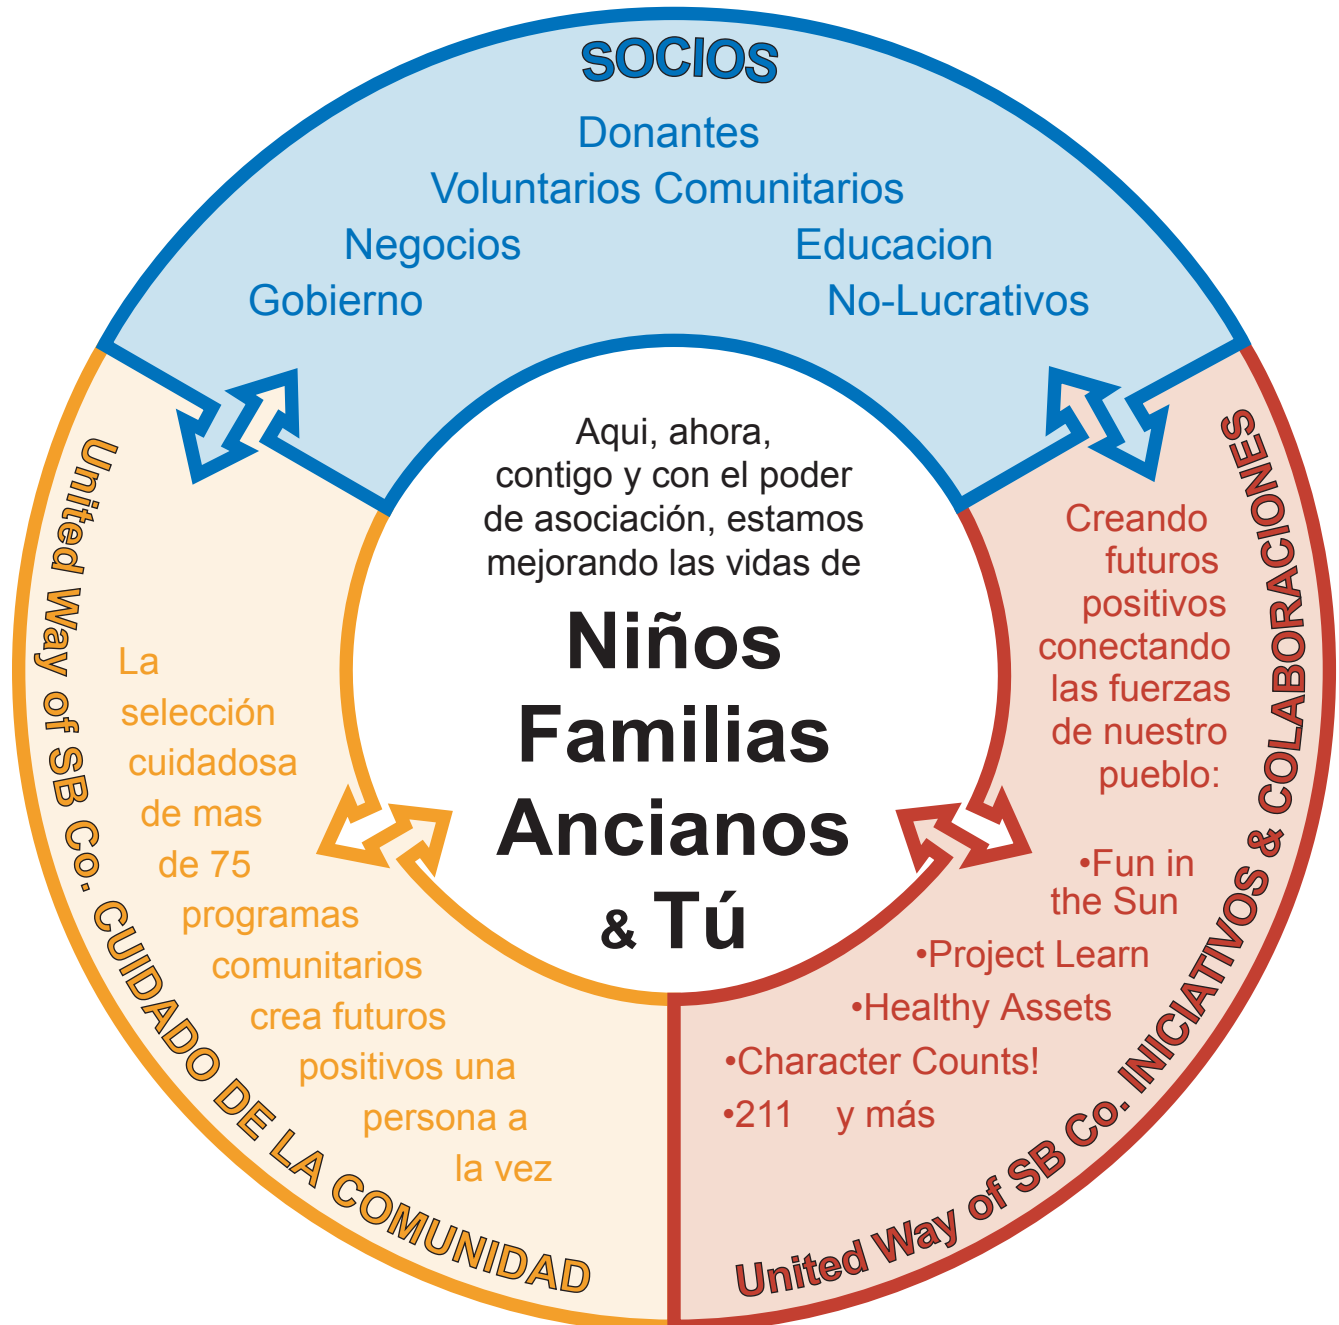 SOCIOS
Donantes
Voluntarios Comunitarios
Negocios Educacion
Gobierno No-Lucrativos
Aqui, ahora,
contigo y con el poder
de asociación, estamos
mejorando las vidas de
Niños
Familias
Ancianos
& Tú
United Way of SB Co. CUIDADO DE LA COMUNIDAD
La
selección
cuidadosa
de mas
de 75
programas
comunitarios
crea futuros
positivos una
persona a
la vez
United Way of SB Co. INICIATIVOS & COLABORACIONES
Creando
futuros
positivos
conectando
las fuerzas
de nuestro
pueblo:
•Fun in
the Sun
•Project Learn
•Healthy Assets
•Character Counts!
•211 y más